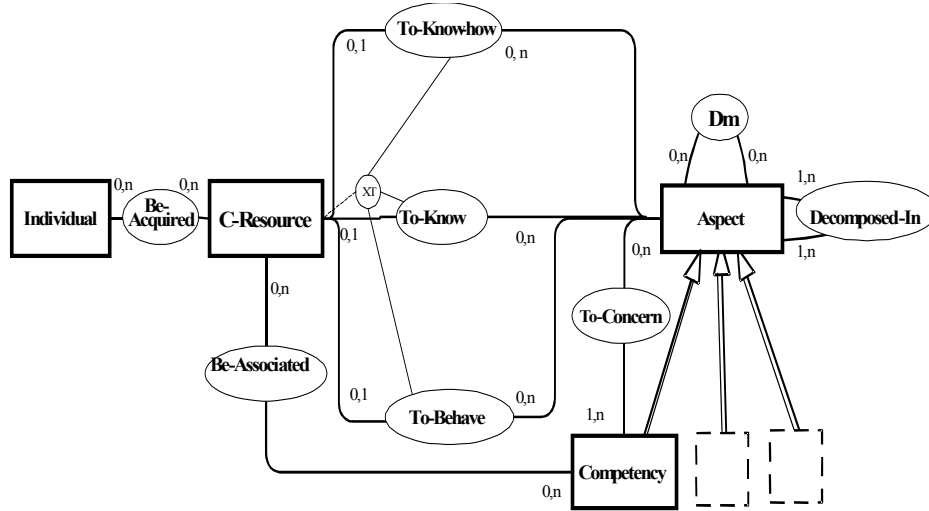 To-Know-how
0,1
0, n
Dm
0,n
0,n
XT
1,n
0,n
0,n
Be-
Acquired
Individual
C-Resource
To-Know
Aspect
Decomposed-In
0,1
0,n
0,n
1,n
0,n
To-Concern
Be-Associated
0,1
0,n
To-Behave
1,n
Competency
0,n